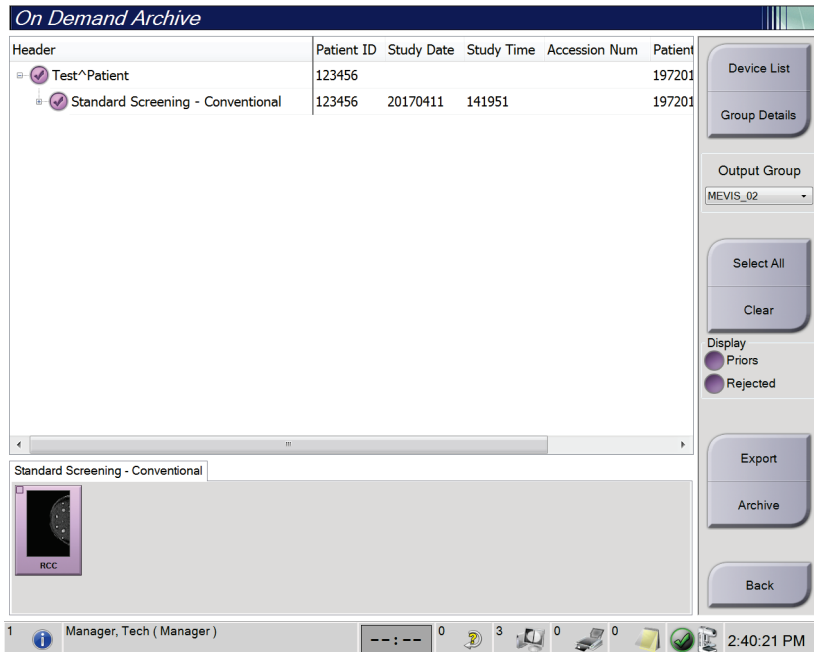 On Demand Archive
Header Patient ID Study Date Study Time Accession Num Patient
Test^Patient 123456 197201
Standard Screening - Conventional 123456 20170411 141951 197201
Device List
Group Details
Output Group
MEVIS_02
Select All
Clear
Display
Priors
Rejected
Export
Archive
Back
Standard Screening - Conventional
RCC
1 Manager, Tech ( Manager ) --:-- 0 3 0 0 2:40:21 PM